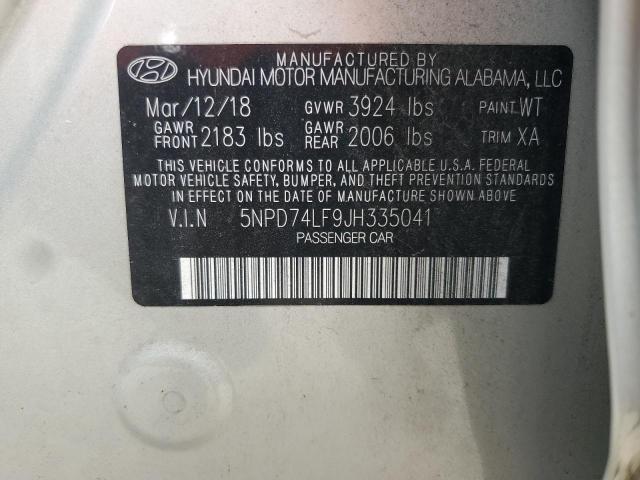 MANUFACTURED BY
HYUNDAI MOTOR MANUFACTURING ALABAMA, LLC
Mar/12/18 GVWR 3924 lbs PAINT WT
GAWR FRONT 2183 lbs GAWR REAR 2006 lbs TRIM XA
THIS VEHICLE CONFORMS TO ALL APPLICABLE U.S.A. FEDERAL
MOTOR VEHICLE SAFETY, BUMPER, AND THEFT PREVENTION STANDARDS
IN EFFECT ON THE DATE OF MANUFACTURE SHOWN ABOVE.
V.I.N 5NPD74LF9JH335041
PASSENGER CAR